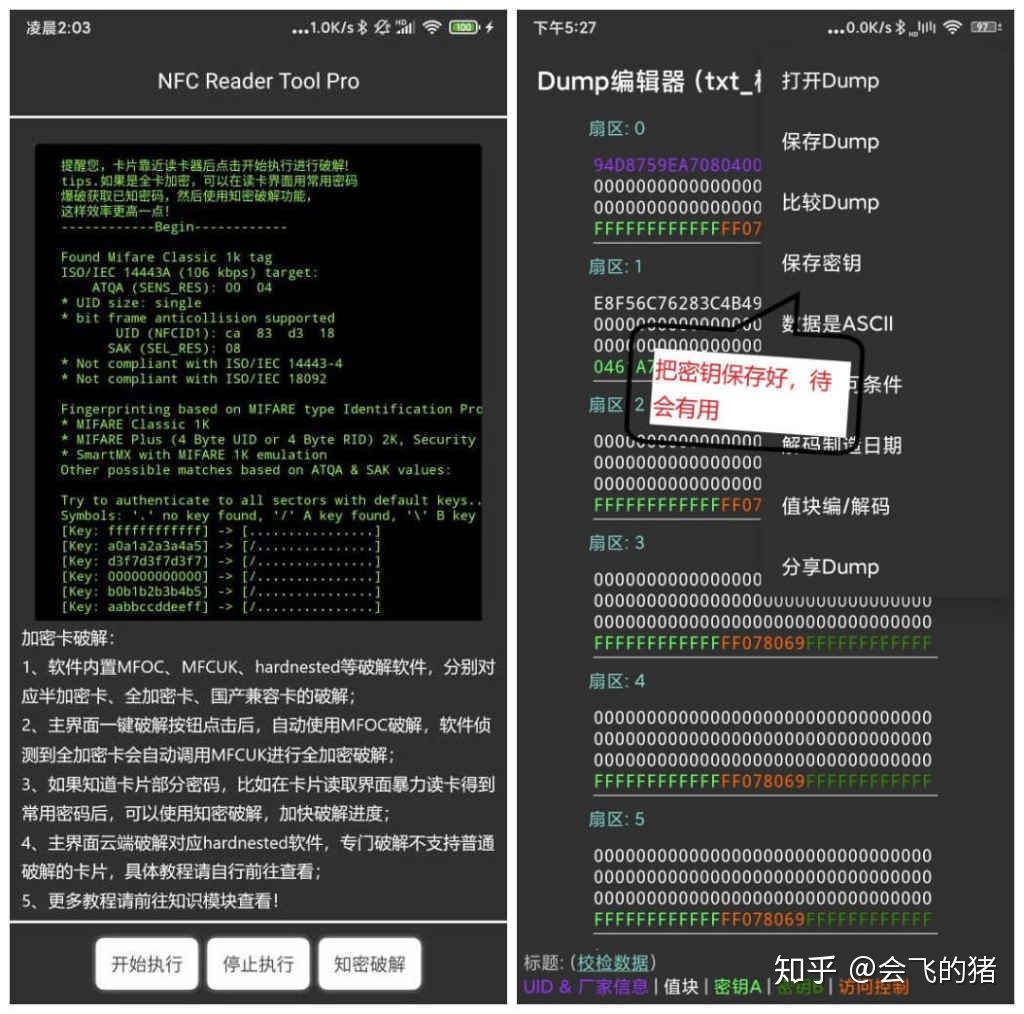 凌晨2:03
...1.0K/s
100
NFC Reader Tool Pro
提醒您，卡片靠近读卡器后点击开始执行进行破解!
tips.如果是全卡加密，可以在读卡界面用常用密码
爆破获取已知密码，然后使用知密破解功能，
这样效率更高一点!
------------Begin------------
Found Mifare Classic 1k tag
ISO/IEC 14443A (106 kbps) target:
ATQA (SENS_RES): 00 04
* UID size: single
* bit frame anticollision supported
UID (NFCID1): ca 83 d3 18
SAK (SEL_RES): 08
* Not compliant with ISO/IEC 14443-4
* Not compliant with ISO/IEC 18092
Fingerprinting based on MIFARE type Identification Pro
* MIFARE Classic 1K
* MIFARE Plus (4 Byte UID or 4 Byte RID) 2K, Security
* SmartMX with MIFARE 1K emulation
Other possible matches based on ATQA & SAK values:
Try to authenticate to all sectors with default keys..
Symbols: '.' no key found, '/' A key found, '\' B key
[Key: ffffffffffff] -> [................]
[Key: a0a1a2a3a4a5] -> [/...............]
[Key: d3f7d3f7d3f7] -> [/...............]
[Key: 000000000000] -> [/...............]
[Key: b0b1b2b3b4b5] -> [/...............]
[Key: aabbccddeeff] -> [/...............]
加密卡破解：
1、软件内置MFOC、MFCUK、hardnested等破解软件，分别对
应半加密卡、全加密卡、国产兼容卡的破解；
2、主界面一键破解按钮点击后，自动使用MFOC破解，软件侦
测到全加密卡会自动调用MFCUK进行全加密破解；
3、如果知道卡片部分密码，比如在卡片读取界面暴力读卡得到
常用密码后，可以使用知密破解，加快破解进度；
4、主界面云端破解对应hardnested软件，专门破解不支持普通
破解的卡片，具体教程请自行前往查看；
5、更多教程请前往知识模块查看！
开始执行
停止执行
知密破解
下午5:27
...0.0K/s
97
Dump编辑器 (txt_
打开Dump
保存Dump
比较Dump
保存密钥
数据是ASCII
条件
解码制造日期
值块编/解码
分享Dump
把密钥保存好，待
会有用
扇区: 0
94D8759EA7080400
0000000000000000
0000000000000000
FFFFFFFFFFFFFF07
扇区: 1
E8F56C76283C4B49
0000000000000000
0000000000000000
046 A7
扇区: 2
0000000000000000
0000000000000000
0000000000000000
FFFFFFFFFFFFFF07
扇区: 3
0000000000000000
00000000000000000000000000000000
00000000000000000000000000000000
FFFFFFFFFFFFFF078069FFFFFFFFFFFF
扇区: 4
00000000000000000000000000000000
00000000000000000000000000000000
00000000000000000000000000000000
FFFFFFFFFFFFFF078069FFFFFFFFFFFF
扇区: 5
00000000000000000000000000000000
00000000000000000000000000000000
00000000000000000000000000000000
FFFFFFFFFFFFFF078069FFFFFFFFFFFF
标题: (校检数据)
UID & 厂家信息 | 值块 | 密钥A | 密钥B | 访问控制
知乎 @会飞的猪